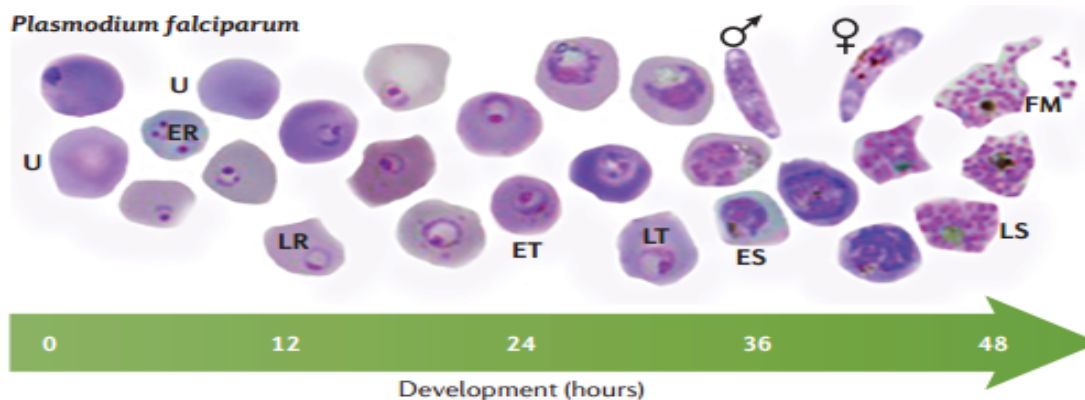 Plasmodium falciparum
♂ ♀
U
ER
U
FM
LR
ET
LT
ES
LS
0 12 24 36 48
Development (hours)